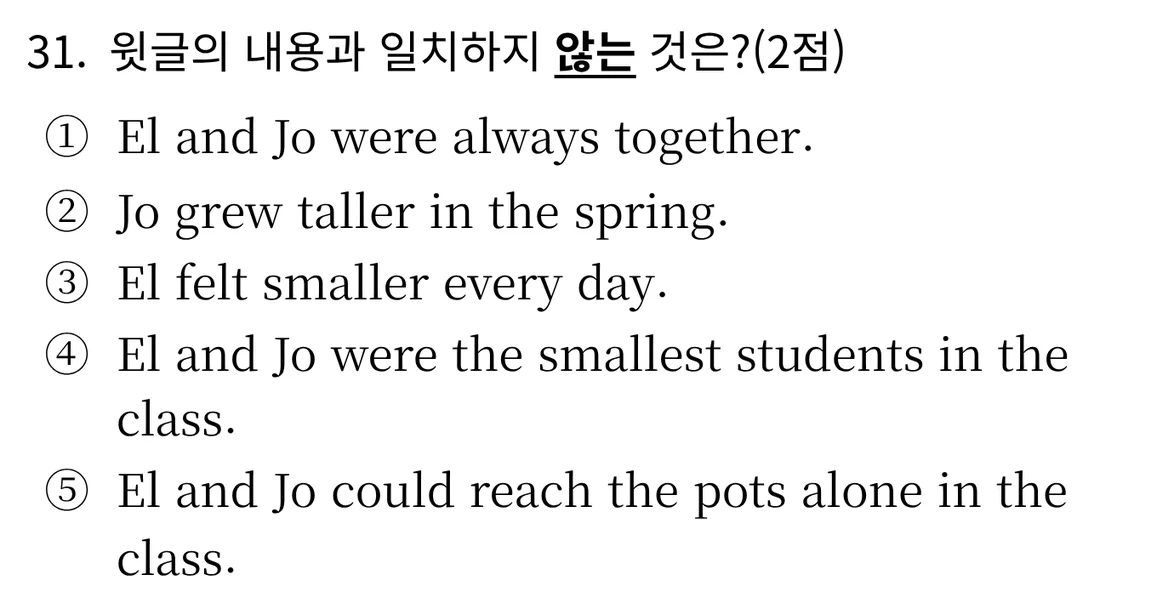 31. 윗글의 내용과 일치하지 않는 것은?(2점)
① El and Jo were always together.
② Jo grew taller in the spring.
③ El felt smaller every day.
④ El and Jo were the smallest students in the
class.
⑤ El and Jo could reach the pots alone in the
class.